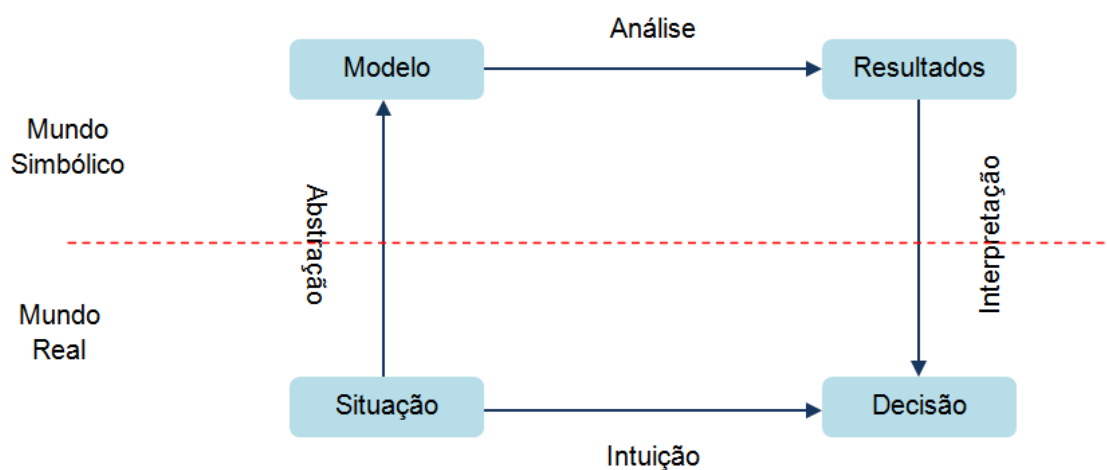 Análise
Modelo
Resultados
Mundo
Simbólico
Abstração
Interpretação
Mundo
Real
Situação
Decisão
Intuição